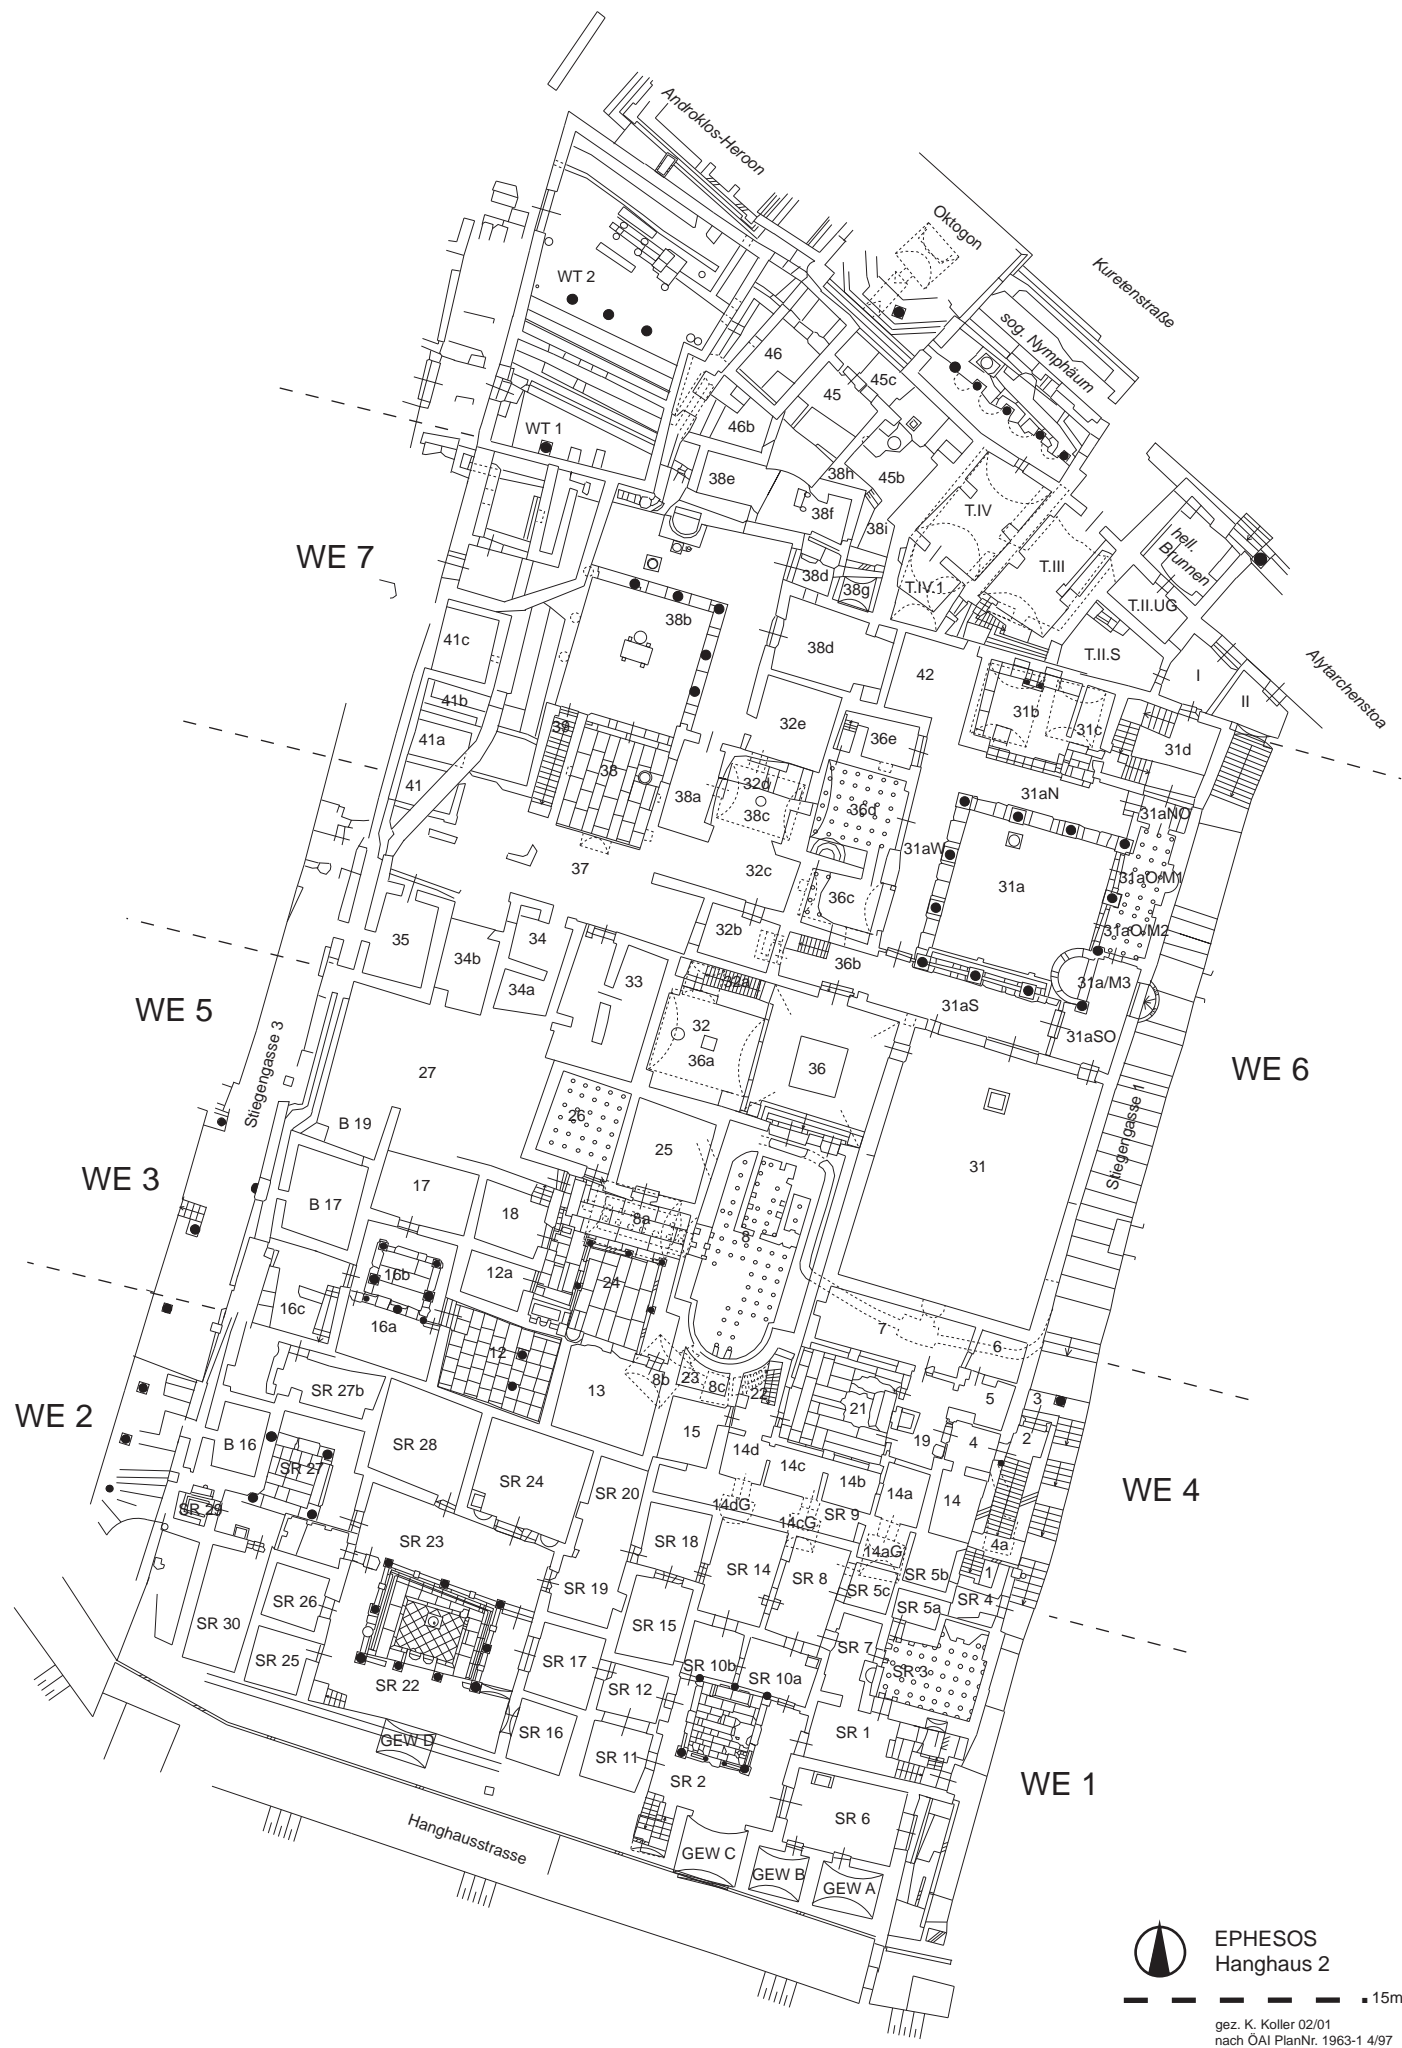 Androklos-Heroon
Oktogon
Kuretenstraße
sog. Nymphäum
WT 2
46
45c
45
WT 1
46b
38h
45b
38e
38f
T.IV
hell.
Brunnen
38i
WE 7
38d
38g
T.IV.1
T.III
T.II.UG
38b
41c
38d
T.II.S
42
I
II
Alytarchenstoa
41b
39
32e
36e
31b
31c
31d
41a
38
32d
41
38a
38c
36d
31aN
31aNO
37
32c
31aW
31a
31aO/M1
36c
35
34
34b
32b
31aO/M2
36b
33
32a
31a/M3
34a
31aS
WE 5
32
31aSO
36a
36
Stiegengasse 3
27
WE 6
26
B 19
25
31
Stiegengasse 1
WE 3
17
B 17
18
8a
8
16b
12a
24
16c
16a
7
6
12
8b
23
8c
22
13
SR 27b
5
3
21
WE 2
B 16
SR 28
15
14d
19
4
2
SR 27
SR 24
14c
14b
SR 20
14a
14
WE 4
SR 29
14dG
14cG
SR 9
SR 23
SR 18
4a
14aG
SR 14
SR 8
SR 5b
1
SR 19
SR 5c
SR 4
SR 26
SR 5a
SR 30
SR 15
SR 7
SR 25
SR 17
SR 10b
SR 10a
SR 3
SR 22
SR 12
SR 16
SR 1
GEW D
SR 11
SR 2
WE 1
SR 6
Hanghausstrasse
GEW C
GEW B
GEW A
EPHESOS
Hanghaus 2
15m
gez. K. Koller 02/01
nach ÖAI PlanNr. 1963-1 4/97